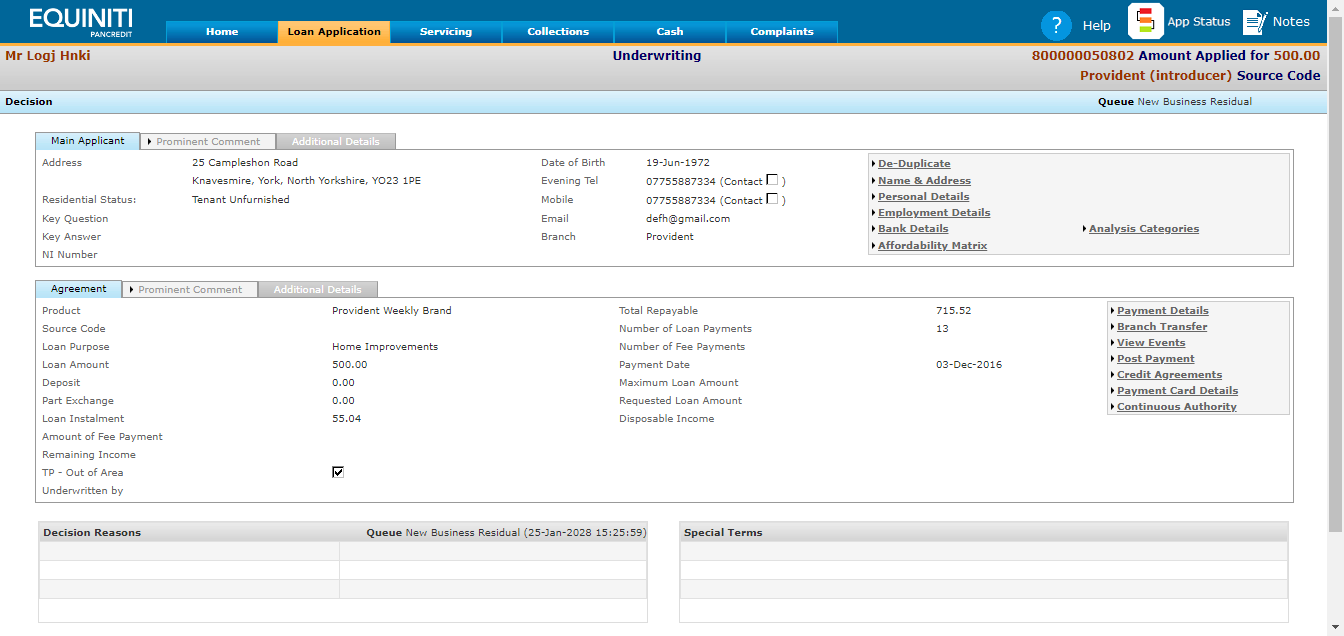 EQUINITI
PANCREDIT
Home Loan Application Servicing Collections Cash Complaints
? Help App Status Notes
Mr Logj Hnki Underwriting 800000050802 Amount Applied for 500.00
Provident (introducer) Source Code
Decision Queue New Business Residual
Main Applicant Prominent Comment Additional Details
Address 25 Campleshon Road Date of Birth 19-Jun-1972 De-Duplicate
Knavesmire, York, North Yorkshire, YO23 1PE Evening Tel 07755887334 (Contact ) Name & Address
Personal Details
Residential Status: Tenant Unfurnished Mobile 07755887334 (Contact )
Key Question Email defh@gmail.com Employment Details
Key Answer Branch Provident Bank Details Analysis Categories
NI Number Affordability Matrix
Agreement Prominent Comment Additional Details
Product Provident Weekly Brand Total Repayable 715.52 Payment Details
Source Code Number of Loan Payments 13 Branch Transfer
Loan Purpose Home Improvements Number of Fee Payments View Events
Loan Amount 500.00 Payment Date 03-Dec-2016 Post Payment
Deposit 0.00 Maximum Loan Amount Credit Agreements
Part Exchange 0.00 Requested Loan Amount Payment Card Details
Loan Instalment 55.04 Disposable Income Continuous Authority
Amount of Fee Payment
Remaining Income
TP - Out of Area
Underwritten by
Decision Reasons Queue New Business Residual (25-Jan-2028 15:25:59) Special Terms